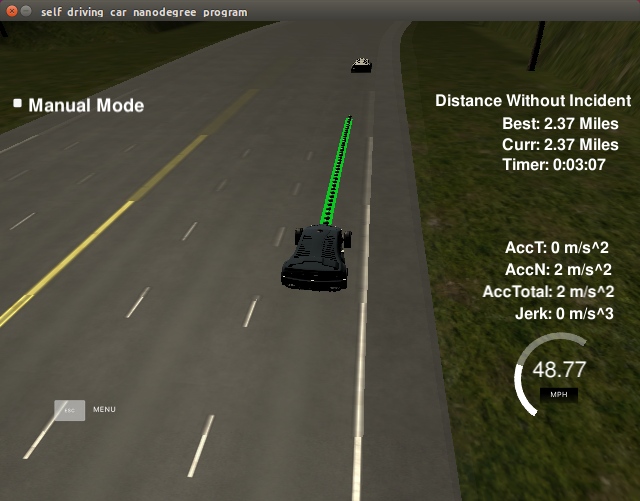 self driving car nanodegree program
Manual Mode
Distance Without Incident
Best: 2.37 Miles
Curr: 2.37 Miles
Timer: 0:03:07
AccT: 0 m/s^2
AccN: 2 m/s^2
AccTotal: 2 m/s^2
Jerk: 0 m/s^3
48.77
MPH
ESC MENU